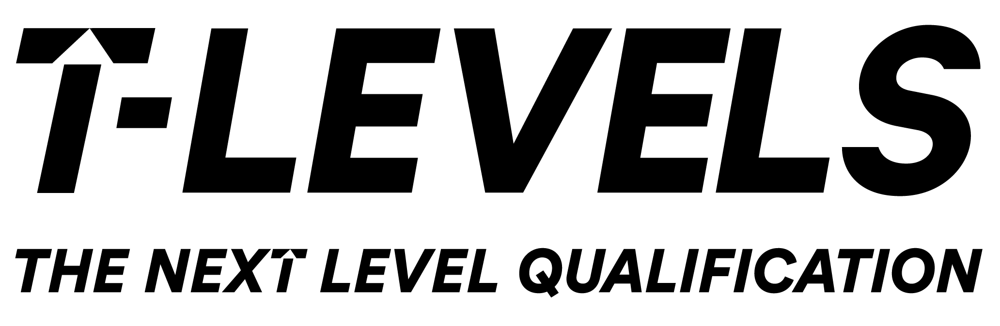 T-LEVELS
THE NEXT LEVEL QUALIFICATION